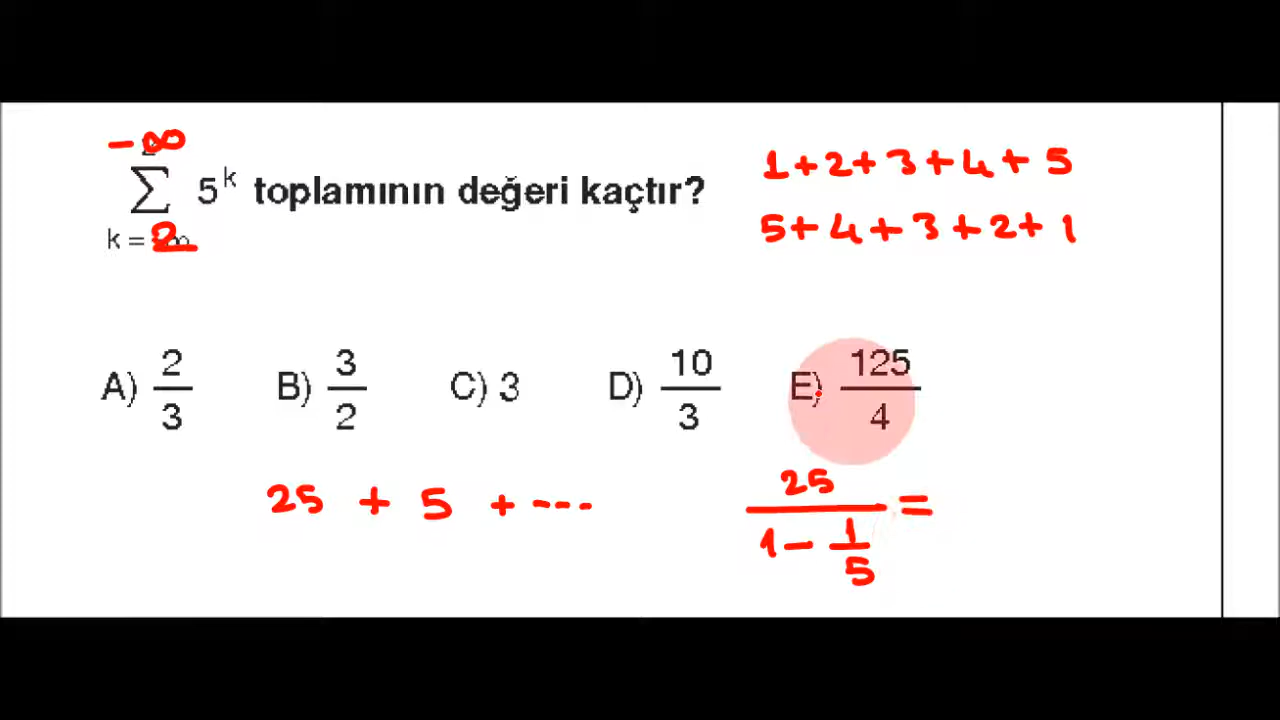 -∞
∑ 5^k toplamının değeri kaçtır?
k = 2
1+2+3+4+5
5+4+3+2+1
A) 2/3 B) 3/2 C) 3 D) 10/3 E) 125/4
25 + 5 + ---
25/(1 - 1/5) =